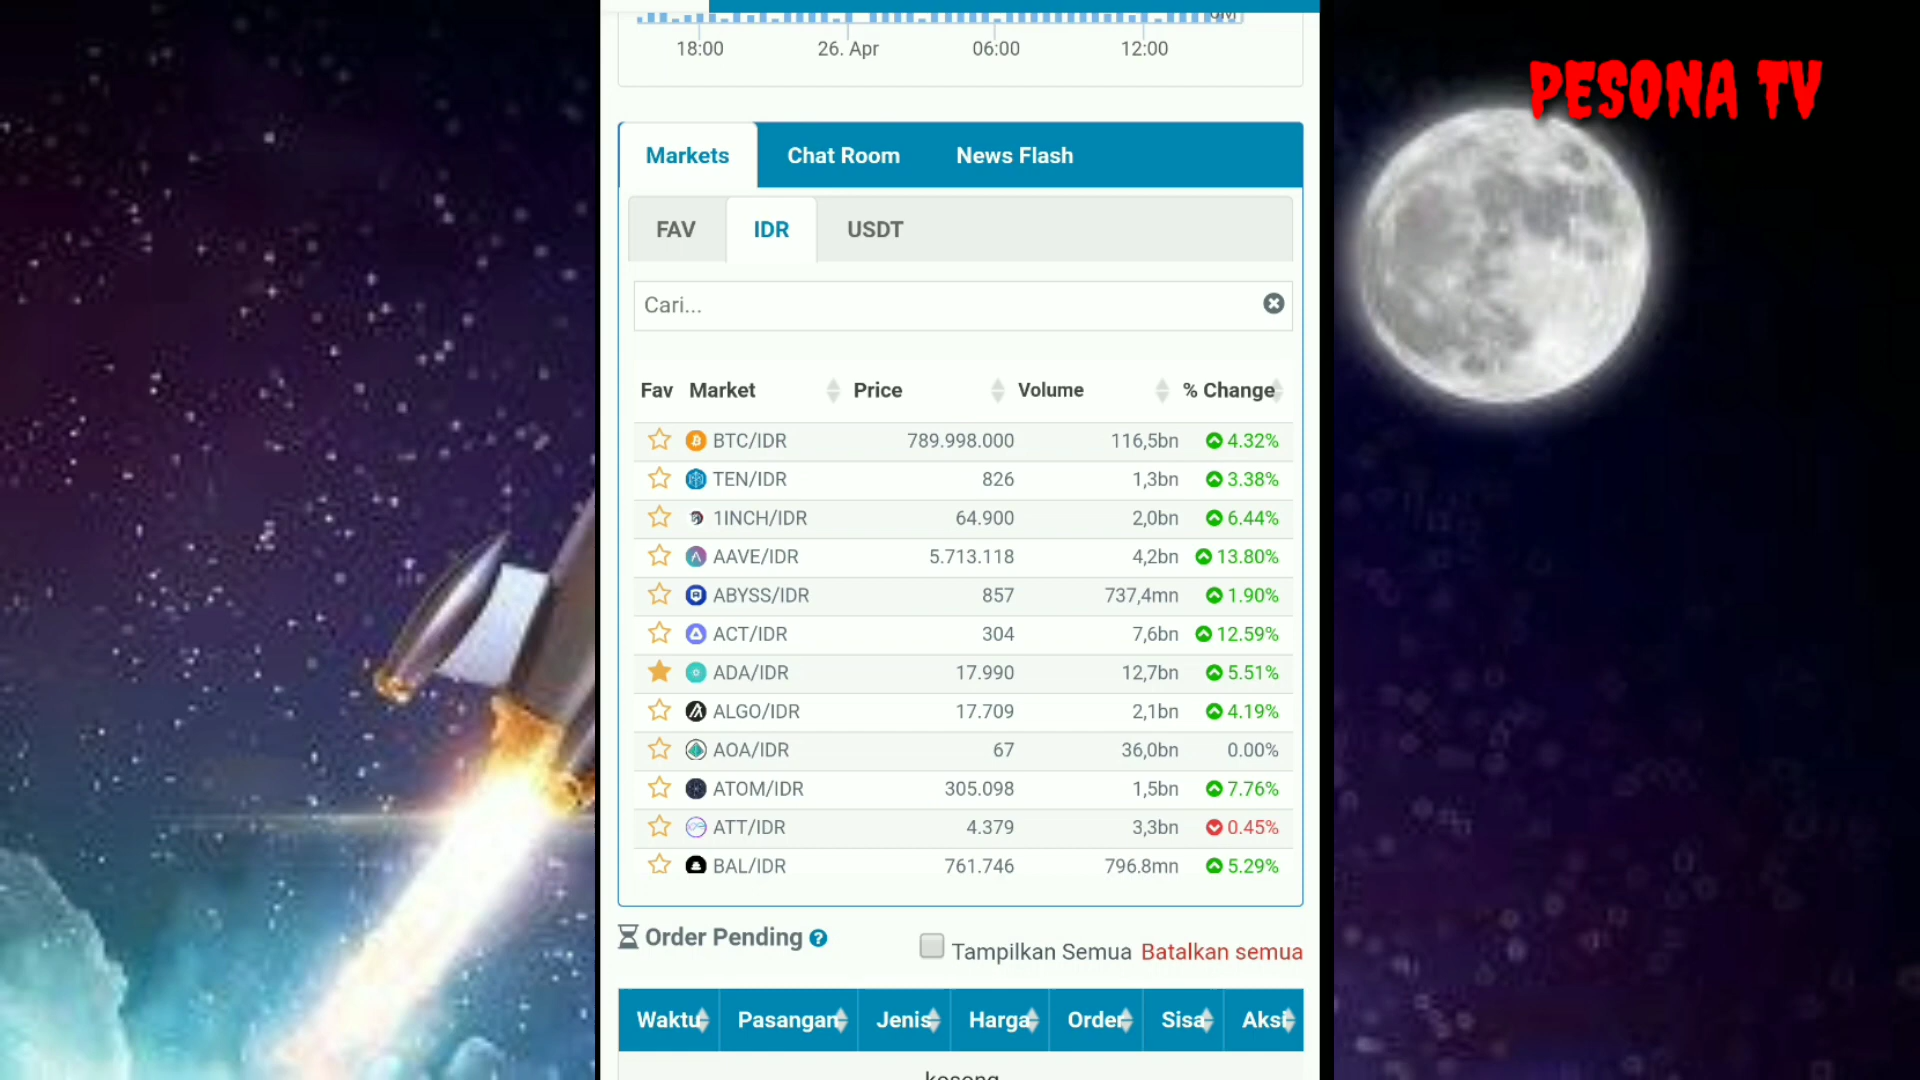 PESONA TV
18:00 26. Apr 06:00 12:00
Markets Chat Room News Flash
FAV IDR USDT
Cari...
Fav Market Price Volume % Change
BTC/IDR 789.998.000 116,5bn 4.32%
TEN/IDR 826 1,3bn 3.38%
1INCH/IDR 64.900 2,0bn 6.44%
AAVE/IDR 5.713.118 4,2bn 13.80%
ABYSS/IDR 857 737,4mn 1.90%
ACT/IDR 304 7,6bn 12.59%
ADA/IDR 17.990 12,7bn 5.51%
ALGO/IDR 17.709 2,1bn 4.19%
AOA/IDR 67 36,0bn 0.00%
ATOM/IDR 305.098 1,5bn 7.76%
ATT/IDR 4.379 3,3bn 0.45%
BAL/IDR 761.746 796.8mn 5.29%
Order Pending ? Tampilkan Semua Batalkan semua
Waktu Pasangan Jenis Harga Order Sisa Aksi